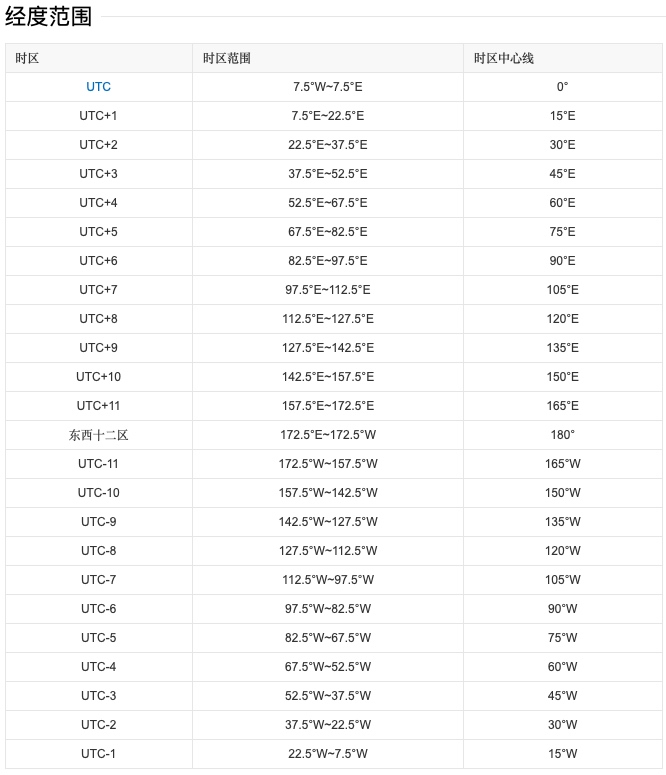 经度范围
时区 时区范围 时区中心线
UTC 7.5°W~7.5°E 0°
UTC+1 7.5°E~22.5°E 15°E
UTC+2 22.5°E~37.5°E 30°E
UTC+3 37.5°E~52.5°E 45°E
UTC+4 52.5°E~67.5°E 60°E
UTC+5 67.5°E~82.5°E 75°E
UTC+6 82.5°E~97.5°E 90°E
UTC+7 97.5°E~112.5°E 105°E
UTC+8 112.5°E~127.5°E 120°E
UTC+9 127.5°E~142.5°E 135°E
UTC+10 142.5°E~157.5°E 150°E
UTC+11 157.5°E~172.5°E 165°E
东西十二区 172.5°E~172.5°W 180°
UTC-11 172.5°W~157.5°W 165°W
UTC-10 157.5°W~142.5°W 150°W
UTC-9 142.5°W~127.5°W 135°W
UTC-8 127.5°W~112.5°W 120°W
UTC-7 112.5°W~97.5°W 105°W
UTC-6 97.5°W~82.5°W 90°W
UTC-5 82.5°W~67.5°W 75°W
UTC-4 67.5°W~52.5°W 60°W
UTC-3 52.5°W~37.5°W 45°W
UTC-2 37.5°W~22.5°W 30°W
UTC-1 22.5°W~7.5°W 15°W